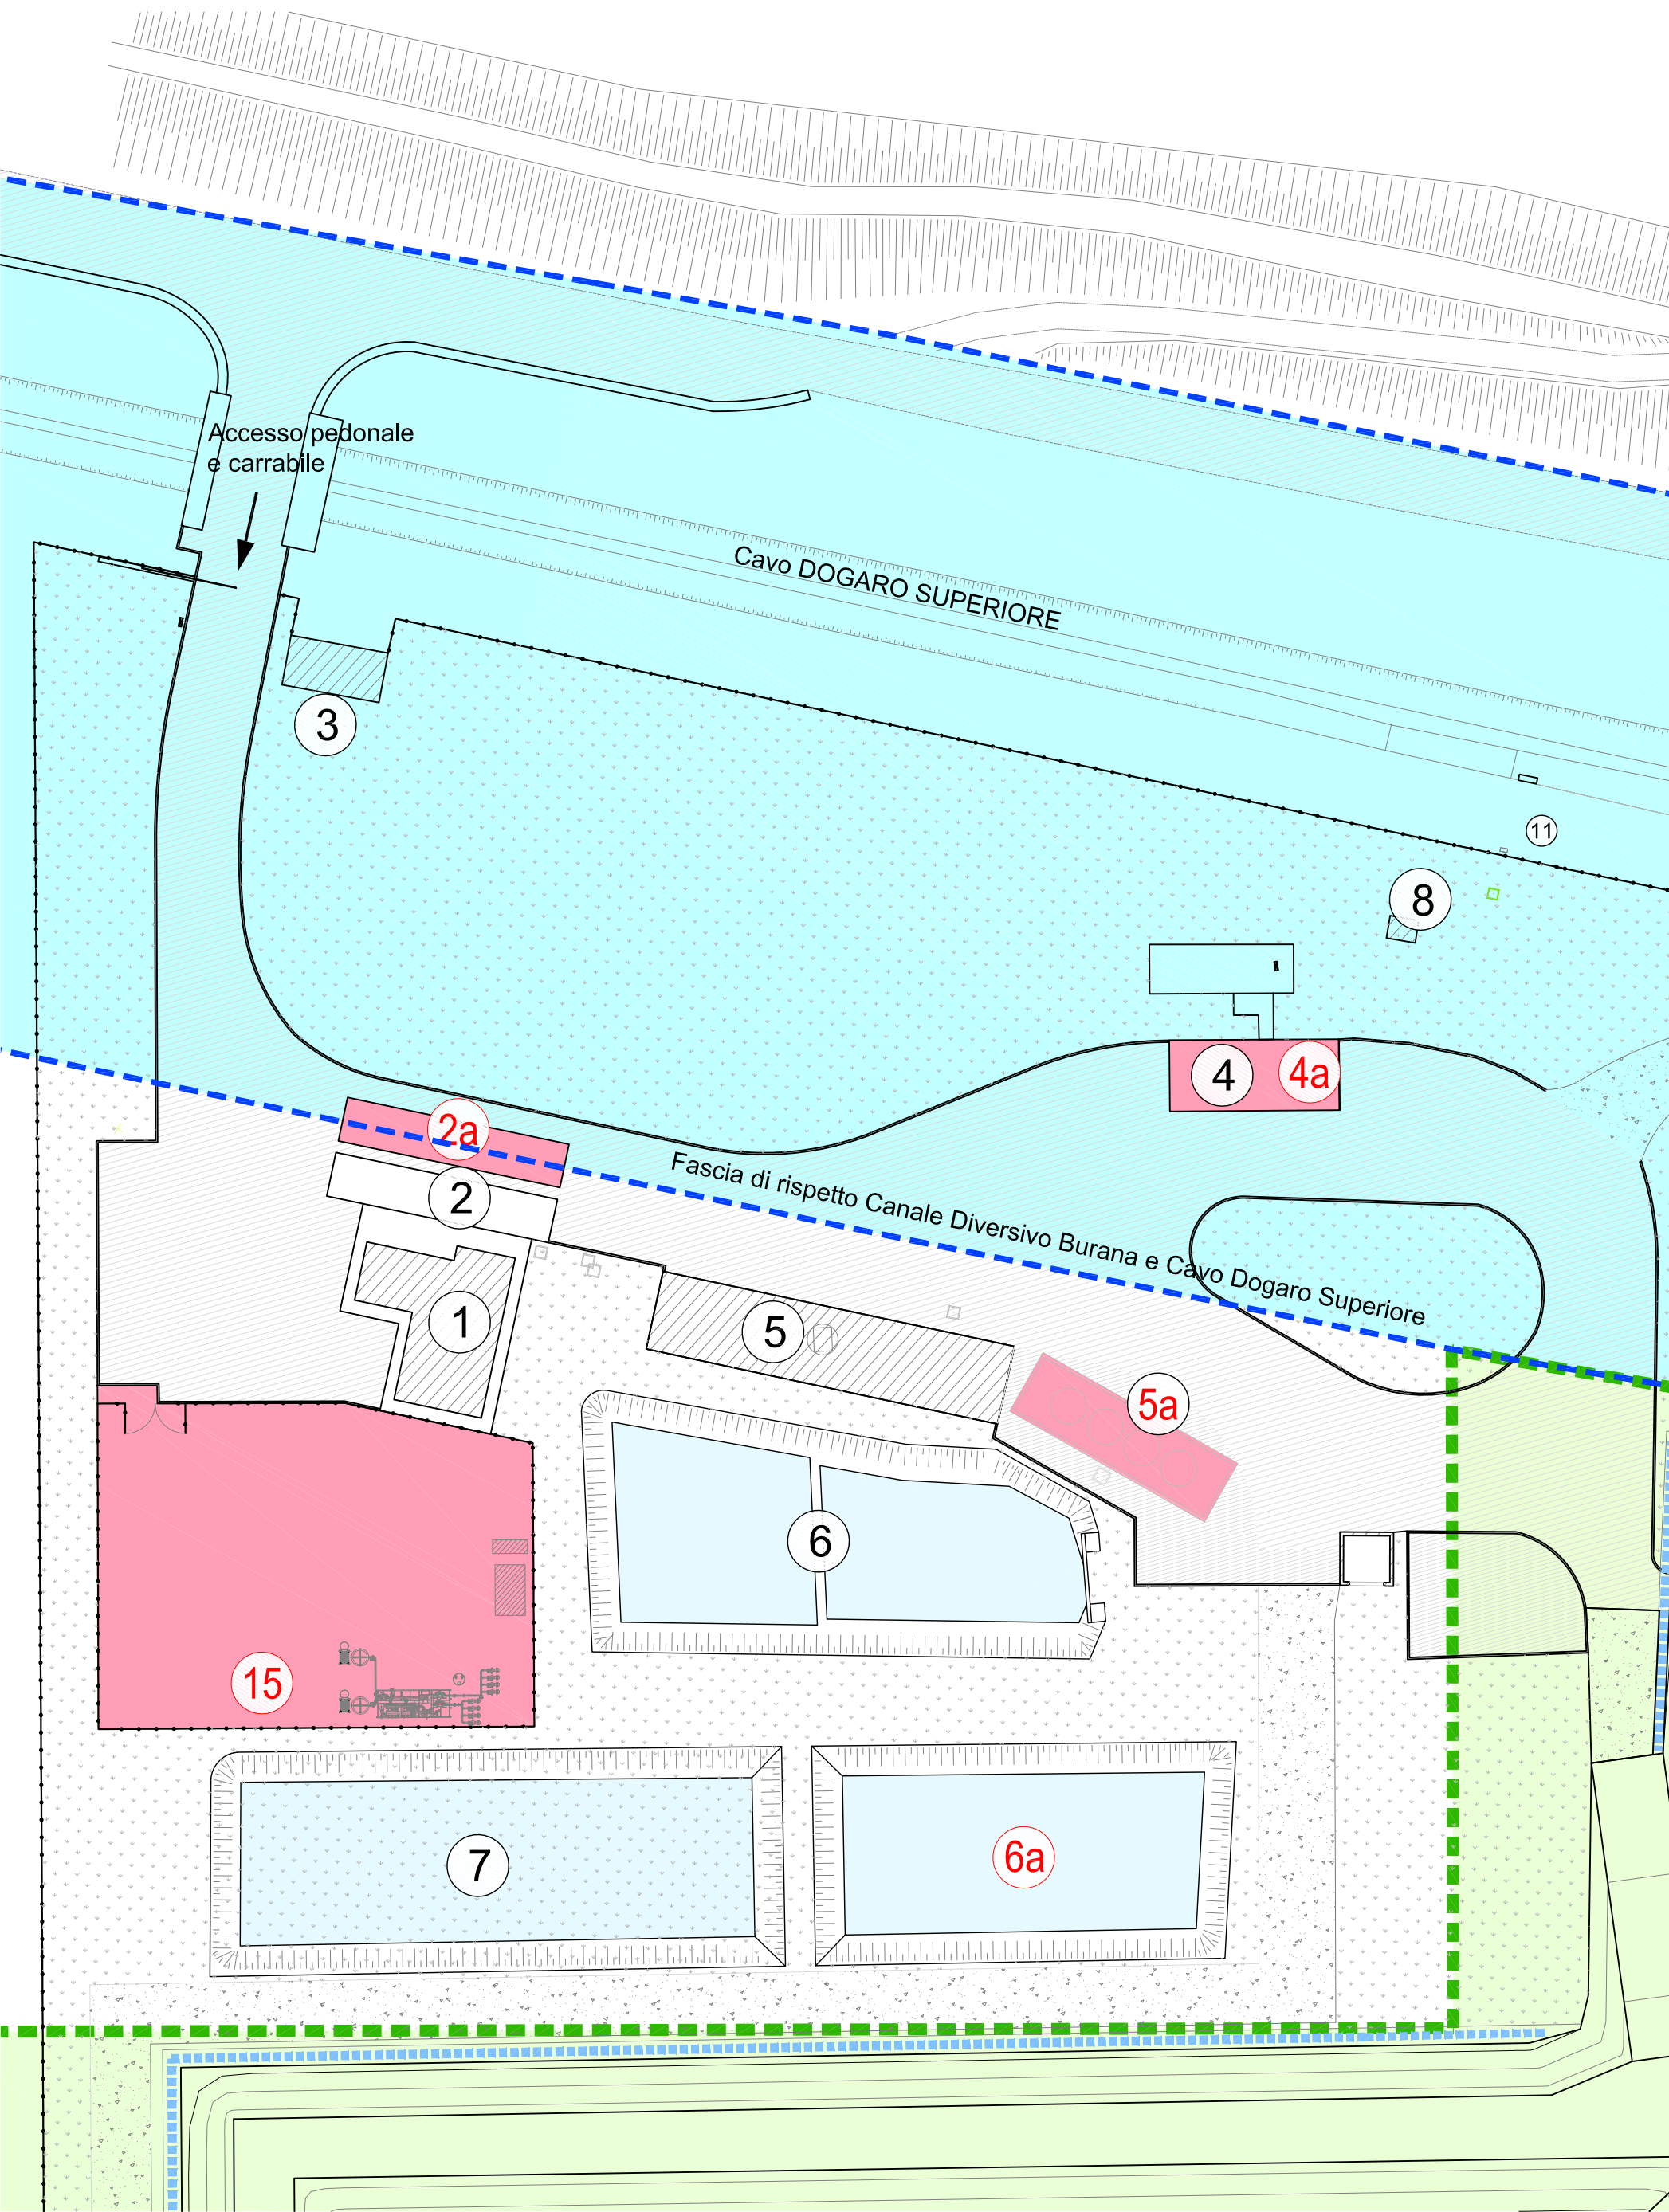 Accesso pedonale
e carrabile
Cavo DOGARO SUPERIORE
3
11
8
4
4a
2a
2
Fascia di rispetto Canale Diversivo Burana e Cavo Dogaro Superiore
1
5
5a
6
15
7
6a